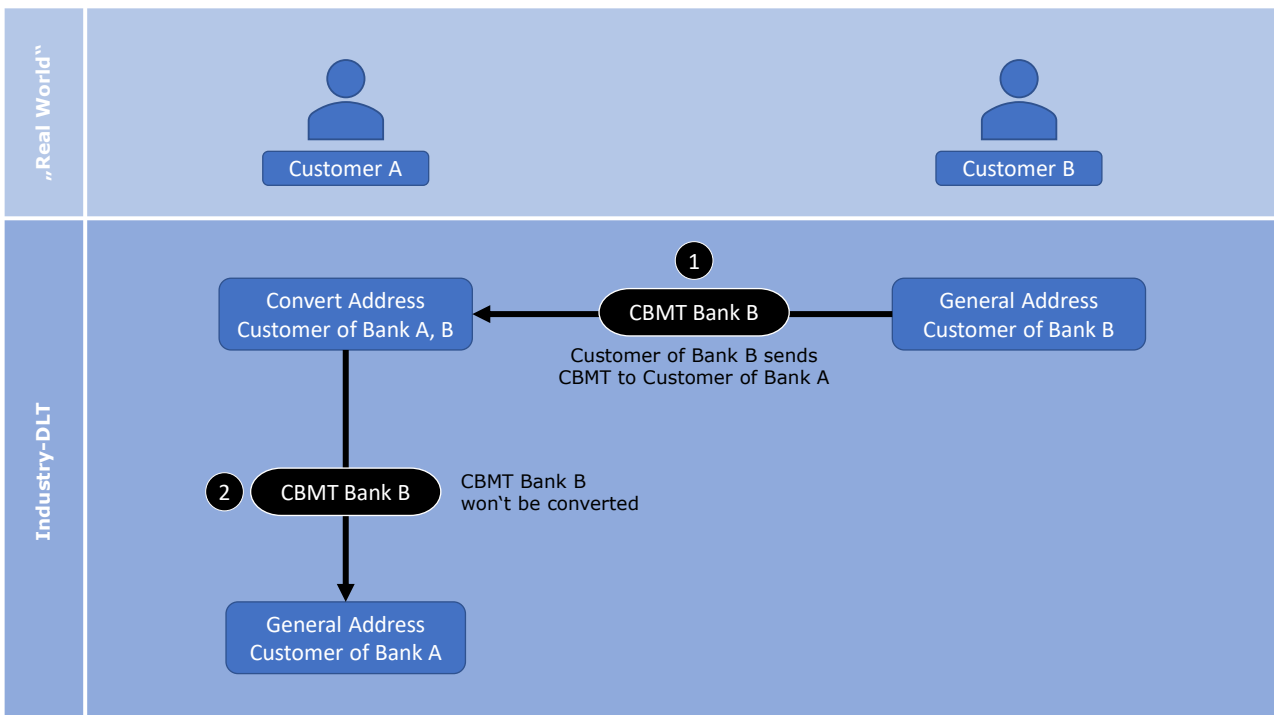 „Real World“
Customer A
Customer B
Industry-DLT
1
Convert Address
Customer of Bank A, B
CBMT Bank B
General Address
Customer of Bank B
Customer of Bank B sends
CBMT to Customer of Bank A
2
CBMT Bank B
CBMT Bank B
won‘t be converted
General Address
Customer of Bank A